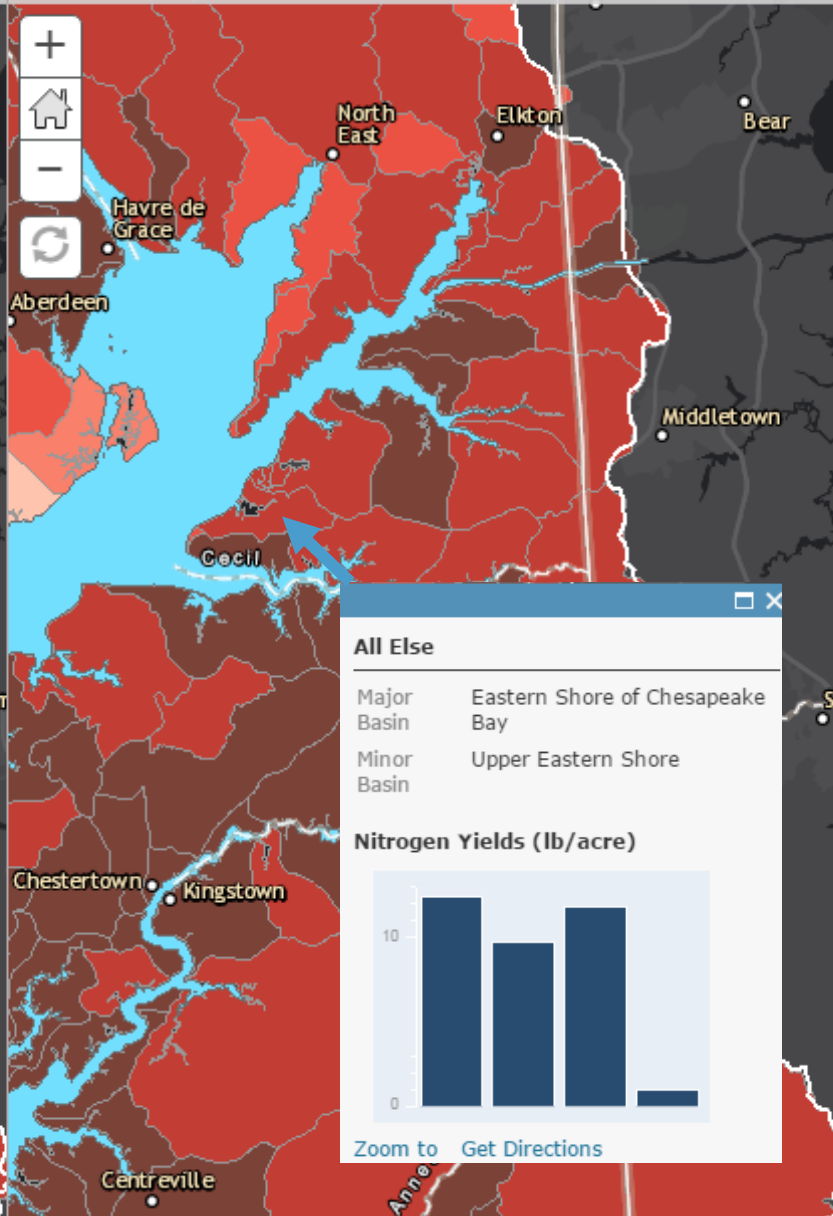 North
East
Elkton
Bear
Havre de
Grace
Aberdeen
Middletown
Cecil
All Else
Major Basin Eastern Shore of Chesapeake Bay
Minor Basin Upper Eastern Shore
Nitrogen Yields (lb/acre)
10
0
Zoom to Get Directions
Chestertown
Kingstown
Centreville
Anne
S